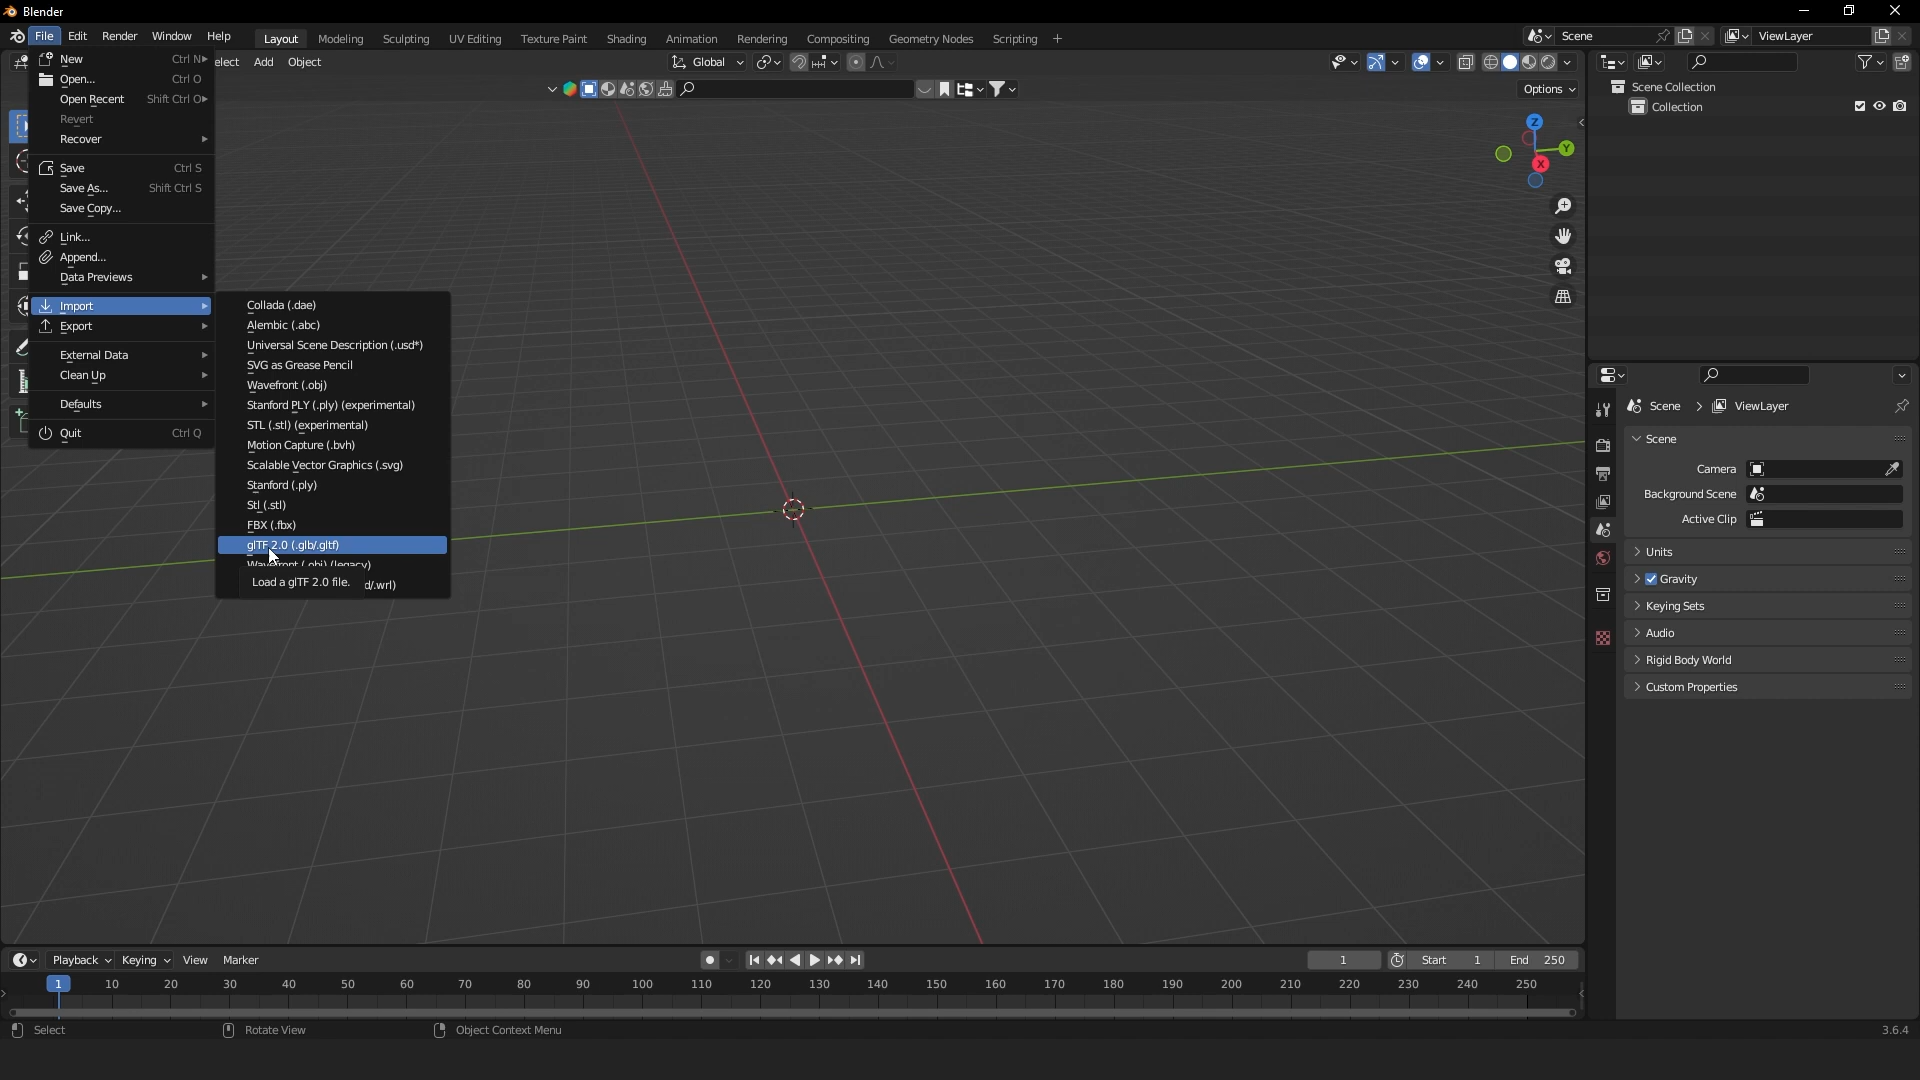 Blender
File Edit Render Window Help
Layout Modeling Sculpting UV Editing Texture Paint Shading Animation Rendering Compositing Geometry Nodes Scripting +
Scene
ViewLayer
New Ctrl N
Open... Ctrl O
Open Recent Shift Ctrl O
Revert
Recover
Save Ctrl S
Save As... Shift Ctrl S
Save Copy...
Link...
Append...
Data Previews
Import
Export
External Data
Clean Up
Defaults
Quit Ctrl Q
elect Add Object
Global
Options
Collada (.dae)
Alembic (.abc)
Universal Scene Description (.usd*)
SVG as Grease Pencil
Wavefront (.obj)
Stanford PLY (.ply) (experimental)
STL (.stl) (experimental)
Motion Capture (.bvh)
Scalable Vector Graphics (.svg)
Stanford (.ply)
Stl (.stl)
FBX (.fbx)
glTF 2.0 (.glb/.gltf)
Wavefront (.obj) (legacy)
Load a glTF 2.0 file.
d/.wrl)
Z
Y
X
Scene Collection
Collection
Scene > ViewLayer
Scene
Camera
Background Scene
Active Clip
Units
Gravity
Keying Sets
Audio
Rigid Body World
Custom Properties
Playback Keying View Marker
1
Start 1
End 250
1 10 20 30 40 50 60 70 80 90 100 110 120 130 140 150 160 170 180 190 200 210 220 230 240 250
Select
Rotate View
Object Context Menu
3.6.4